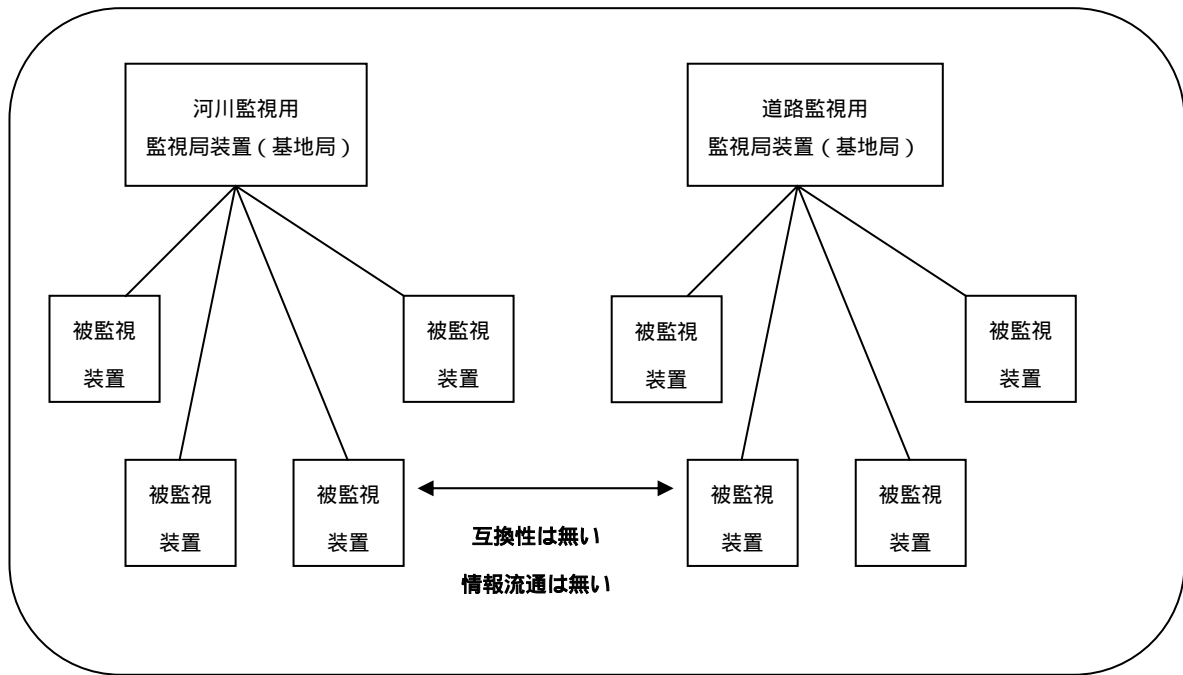 河川監視用
監視局装置（基地局）
道路監視用
監視局装置（基地局）
被監視
装置
被監視
装置
被監視
装置
被監視
装置
被監視
装置
被監視
装置
互換性は無い
情報流通は無い
被監視
装置
被監視
装置